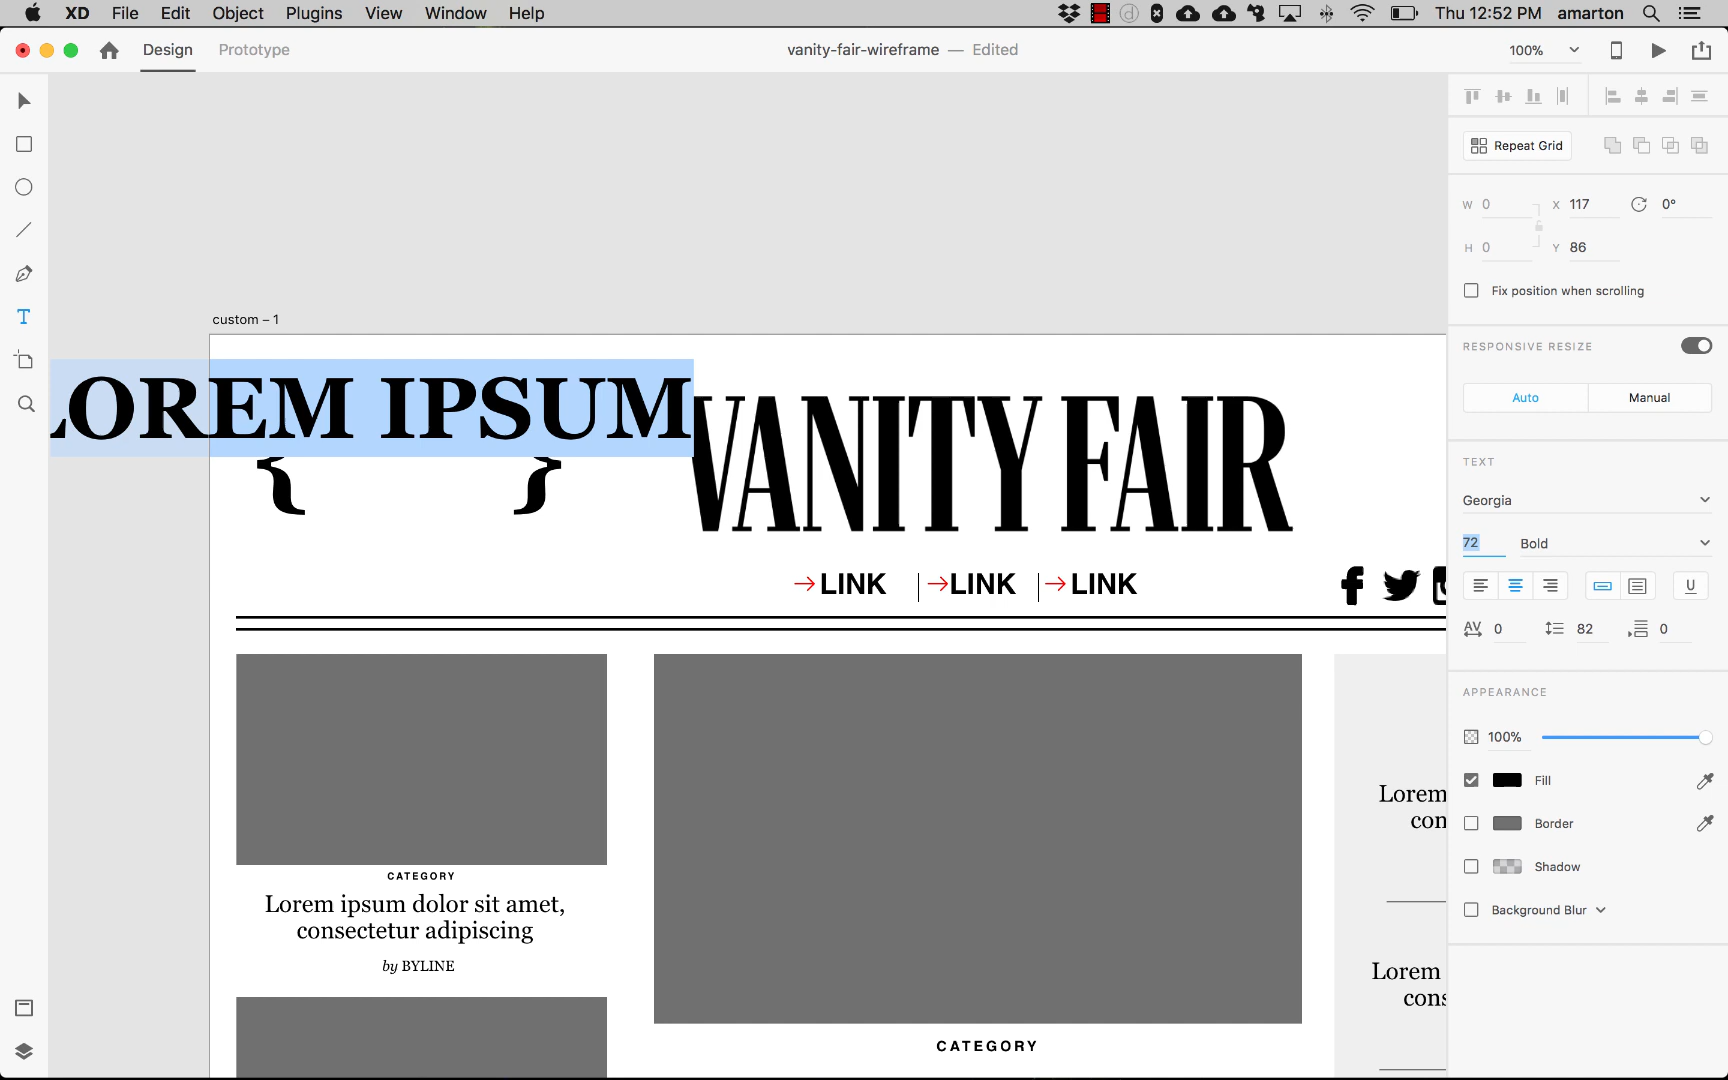 XD File Edit Object Plugins View Window Help Thu 12:52 PM amarton
Design Prototype vanity-fair-wireframe — Edited 100%
Repeat Grid
W 0 X 117 0°
H 0 Y 86
Fix position when scrolling
custom – 1
RESPONSIVE RESIZE
Auto Manual
LOREM IPSUM
{ }
VANITY FAIR
TEXT
Georgia
72 Bold
U
AV 0 82 0
→LINK | →LINK | →LINK
CATEGORY
Lorem ipsum dolor sit amet,
consectetur adipiscing
by BYLINE
CATEGORY
Lorem
con
Lorem
cons
APPEARANCE
100%
Fill
Border
Shadow
Background Blur